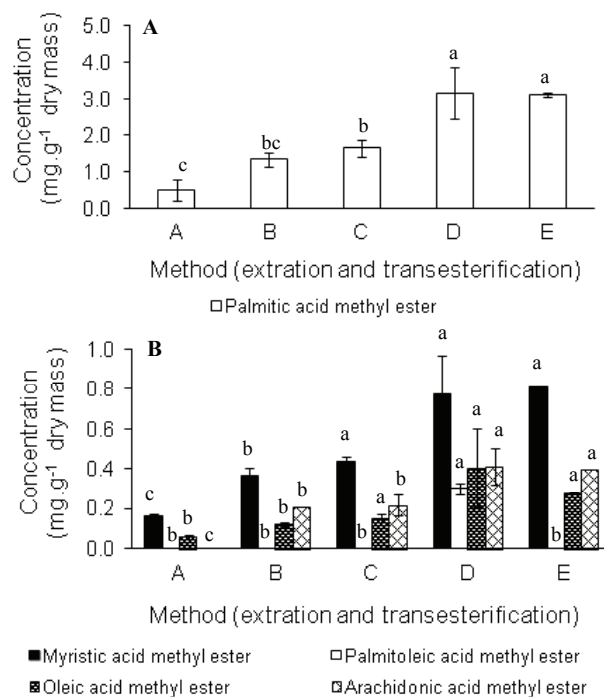 A
Concentration
(mg.g⁻¹ dry mass)
5.0
4.0
3.0
2.0
1.0
0.0
c
bc
b
a
a
A B C D E
Method (extration and transesterification)
Palmitic acid methyl ester
B
Concentration
(mg.g⁻¹ dry mass)
1.0
0.8
0.6
0.4
0.2
0.0
c b b c
b b b b
a b a b
a a a a
a b a a
A B C D E
Method (extration and transesterification)
Myristic acid methyl ester Palmitoleic acid methyl ester
Oleic acid methyl ester Arachidonic acid methyl ester